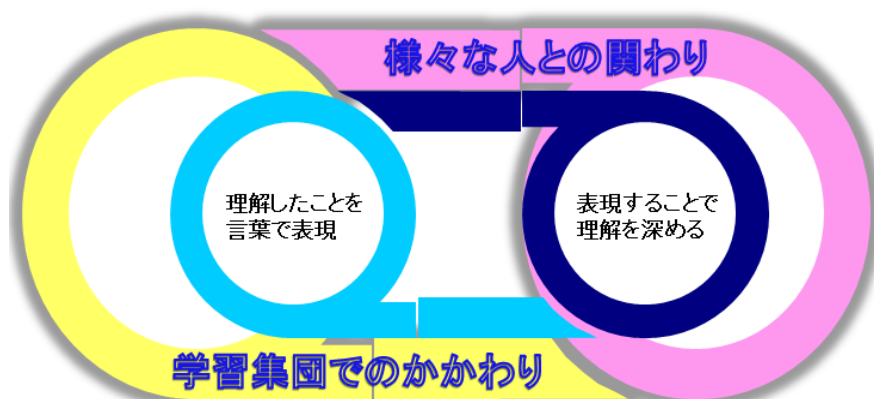 様々な人との関わり
理解したことを
言葉で表現
表現することで
理解を深める
学習集団でのかかわり